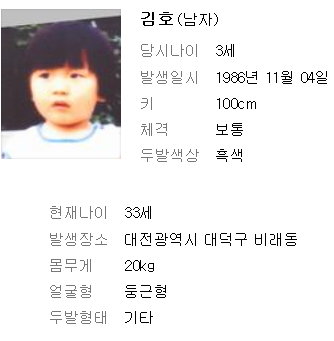 김호(남자)
당시나이 3세
발생일시 1986년 11월 04일
키 100cm
체격 보통
두발색상 흑색
현재나이 33세
발생장소 대전광역시 대덕구 비래동
몸무게 20kg
얼굴형 둥근형
두발형태 기타